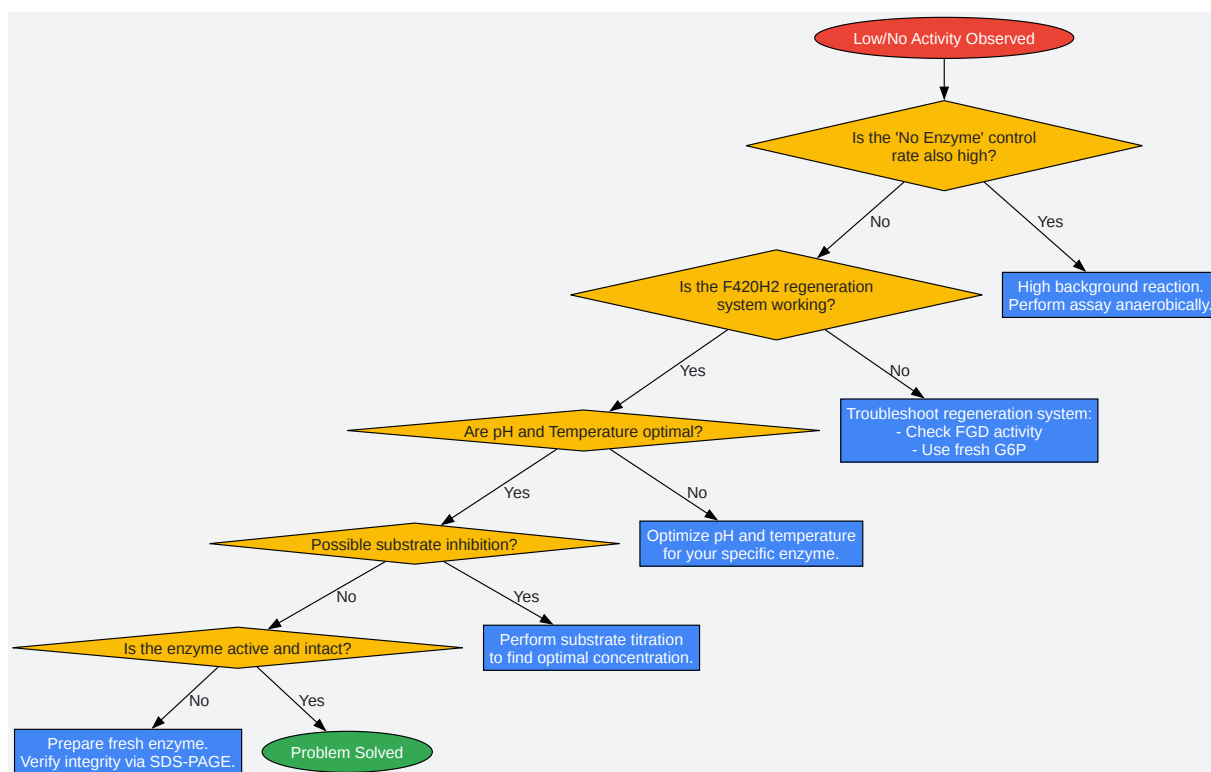 Low/No Activity Observed
Is the 'No Enzyme' control
rate also high?
No
Yes
Is the F420H2 regeneration
system working?
High background reaction.
Perform assay anaerobically.
Yes
No
Are pH and Temperature optimal?
Troubleshoot regeneration system:
- Check FGD activity
- Use fresh G6P
Yes
No
Possible substrate inhibition?
Optimize pH and temperature
for your specific enzyme.
No
Yes
Is the enzyme active and intact?
Perform substrate titration
to find optimal concentration.
No
Yes
Prepare fresh enzyme.
Verify integrity via SDS-PAGE.
Problem Solved